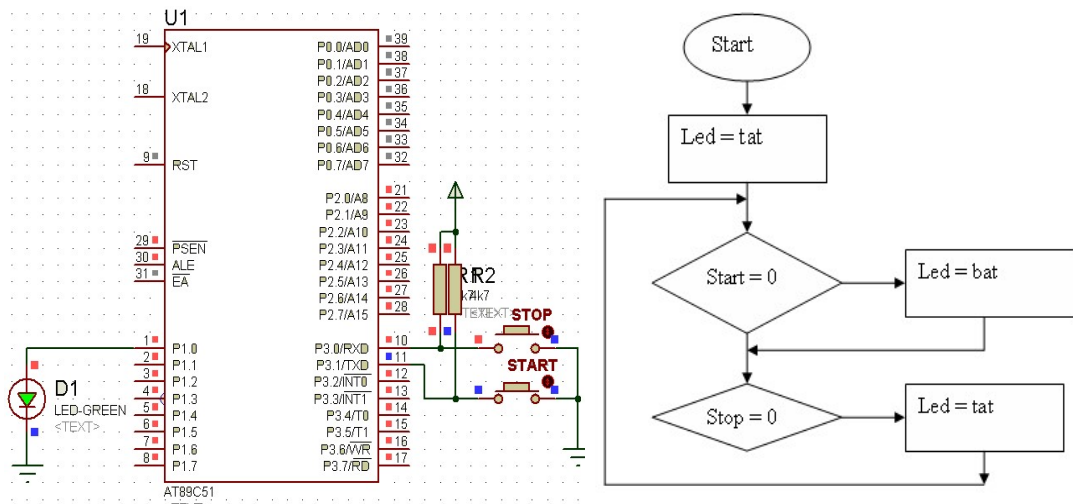 U1
19
XTAL1
18
XTAL2
9
RST
29
PSEN
30
ALE
31
EA
1
P1.0
2
P1.1
3
P1.2
4
P1.3
5
P1.4
6
P1.5
7
P1.6
8
P1.7
P0.0/AD0
39
P0.1/AD1
38
P0.2/AD2
37
P0.3/AD3
36
P0.4/AD4
35
P0.5/AD5
34
P0.6/AD6
33
P0.7/AD7
32
P2.0/A8
21
P2.1/A9
22
P2.2/A10
23
P2.3/A11
24
P2.4/A12
25
P2.5/A13
26
P2.6/A14
27
P2.7/A15
28
P3.0/RXD
10
P3.1/TXD
11
P3.2/INT0
12
P3.3/INT1
13
P3.4/T0
14
P3.5/T1
15
P3.6/WR
16
P3.7/RD
17
AT89C51
D1
LED-GREEN
<TEXT>
R2
4k7
STOP
START
Start
Led = tat
Start = 0
Led = bat
Stop = 0
Led = tat